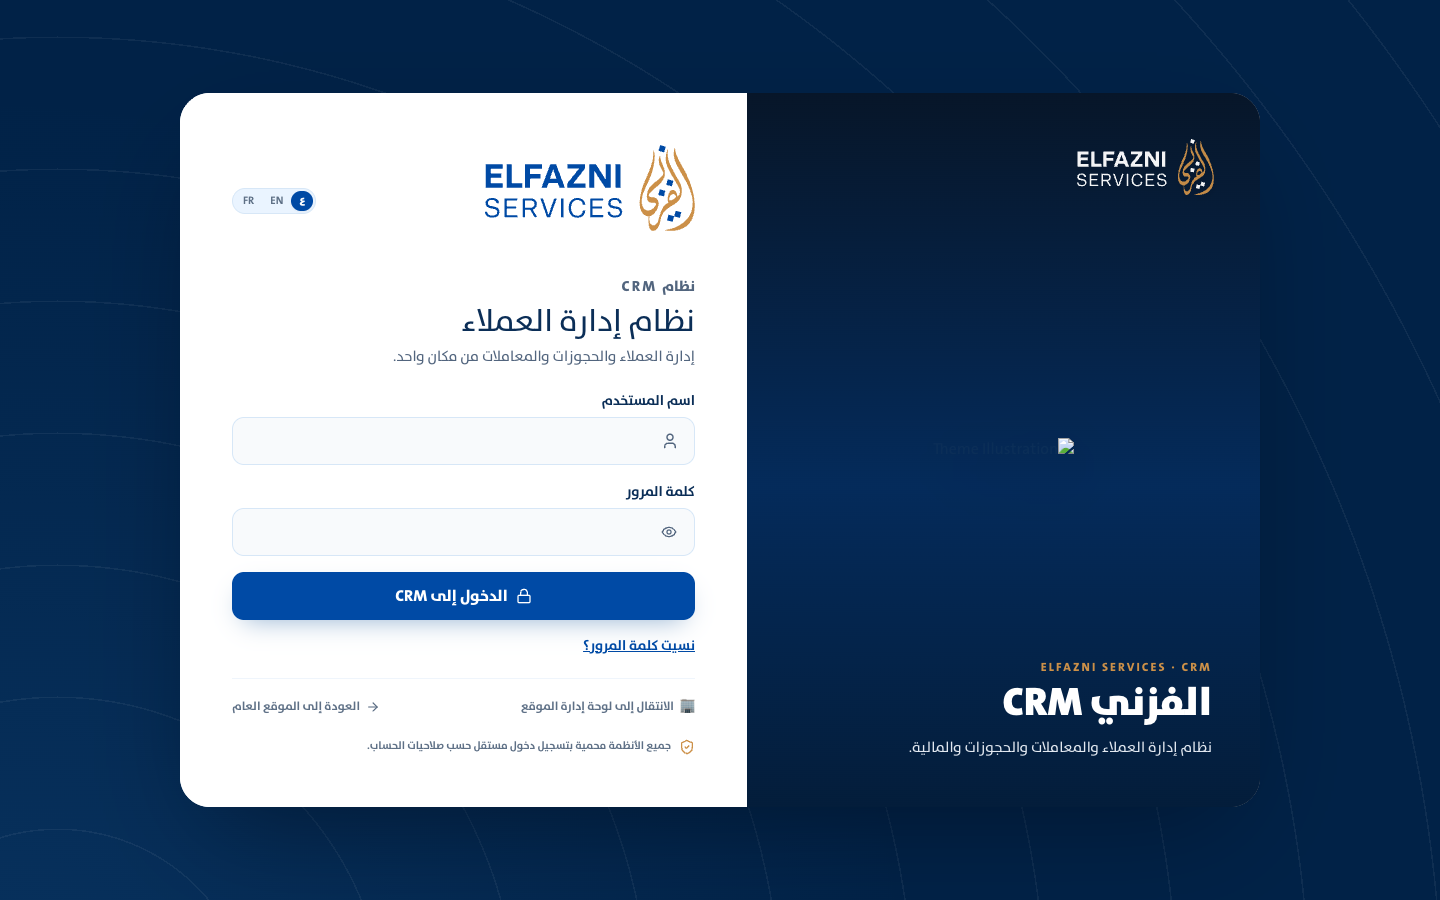 ELFAZNI
SERVICES
Theme illustration
ELFAZNI SERVICES · CRM
الفزني CRM
نظام إدارة العملاء والمعاملات والحجوزات والمالية.
ELFAZNI
SERVICES
FR EN ع
نظام CRM
نظام إدارة العملاء
إدارة العملاء والحجوزات والمعاملات من مكان واحد.
اسم المستخدم
كلمة المرور
الدخول إلى CRM
نسيت كلمة المرور؟
الانتقال إلى لوحة إدارة الموقع
العودة إلى الموقع العام
جميع الأنظمة محمية بتسجيل دخول مستقل حسب صلاحيات الحساب.